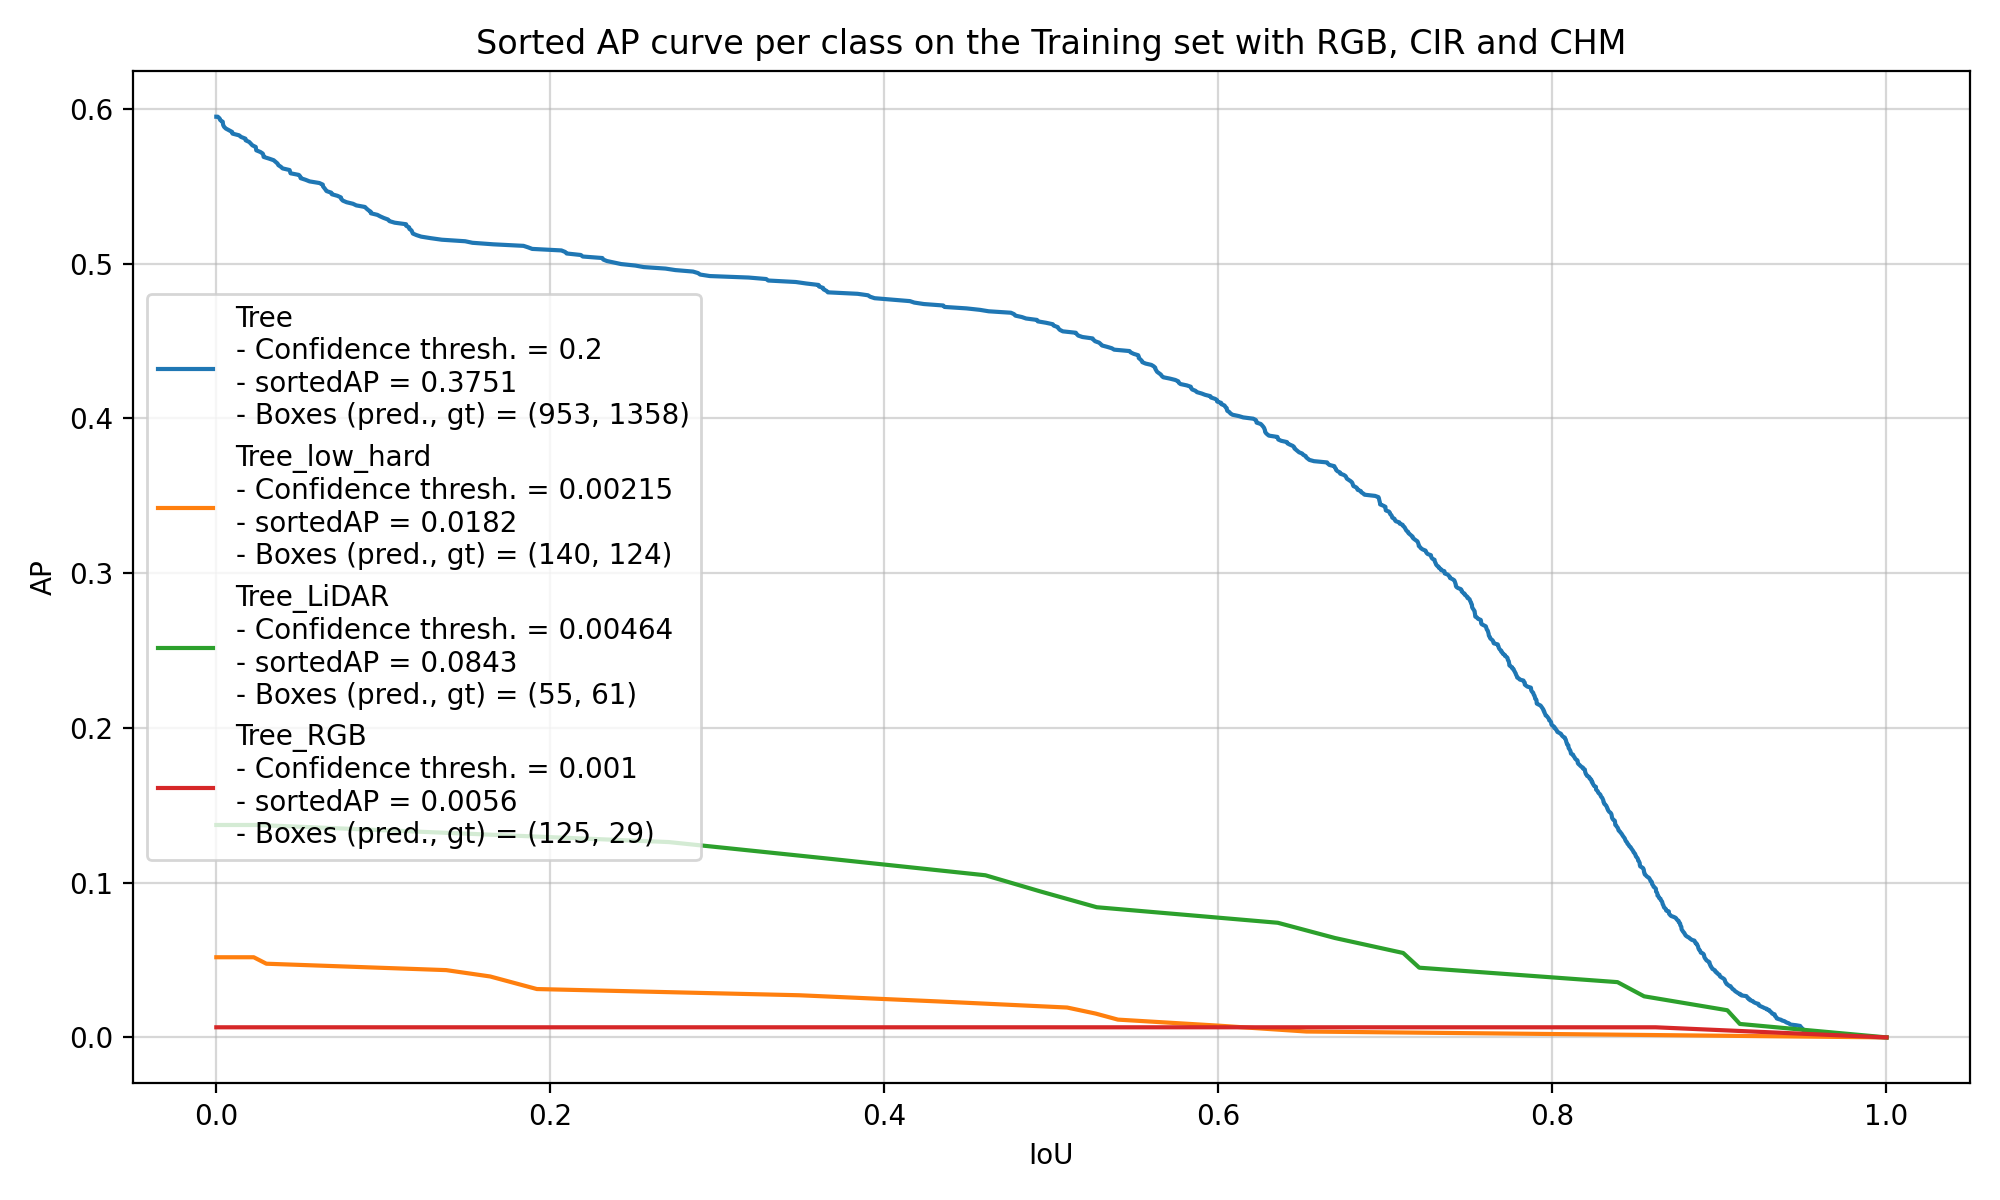 Sorted AP curve per class on the Training set with RGB, CIR and CHM
0.6
0.5
0.4
0.3
0.2
0.1
0.0
AP
Tree
- Confidence thresh. = 0.2
- sortedAP = 0.3751
- Boxes (pred., gt) = (953, 1358)
Tree_low_hard
- Confidence thresh. = 0.00215
- sortedAP = 0.0182
- Boxes (pred., gt) = (140, 124)
Tree_LiDAR
- Confidence thresh. = 0.00464
- sortedAP = 0.0843
- Boxes (pred., gt) = (55, 61)
Tree_RGB
- Confidence thresh. = 0.001
- sortedAP = 0.0056
- Boxes (pred., gt) = (125, 29)
0.0 0.2 0.4 0.6 0.8 1.0
IoU